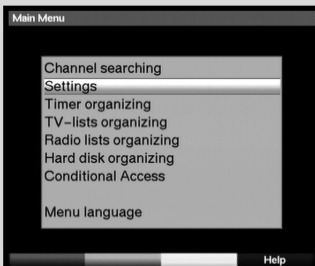 Main Menu
Channel searching
Settings
Timer organizing
TV-lists organizing
Radio lists organizing
Hard disk organizing
Conditional Access
Menu language
Help